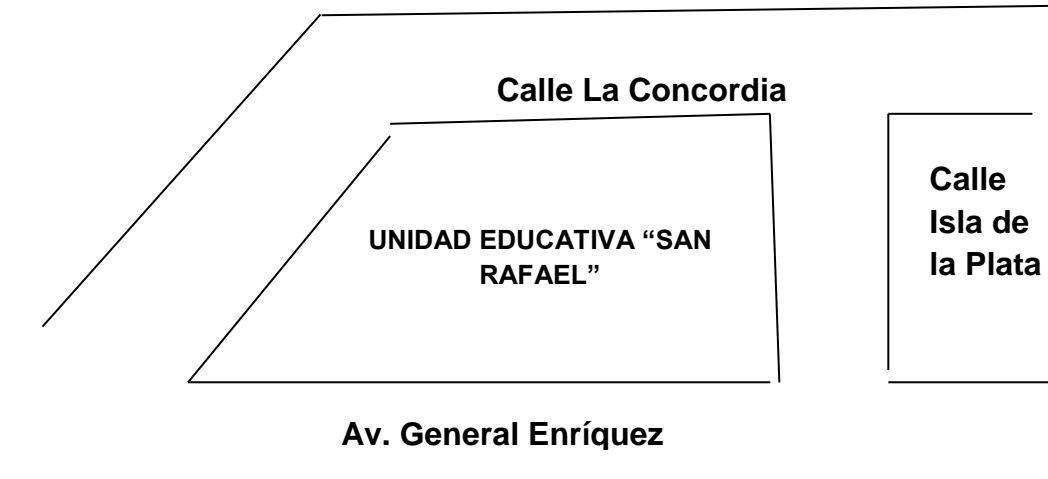 Calle La Concordia
Calle
Isla de
la Plata
UNIDAD EDUCATIVA “SAN
RAFAEL”
Av. General Enríquez